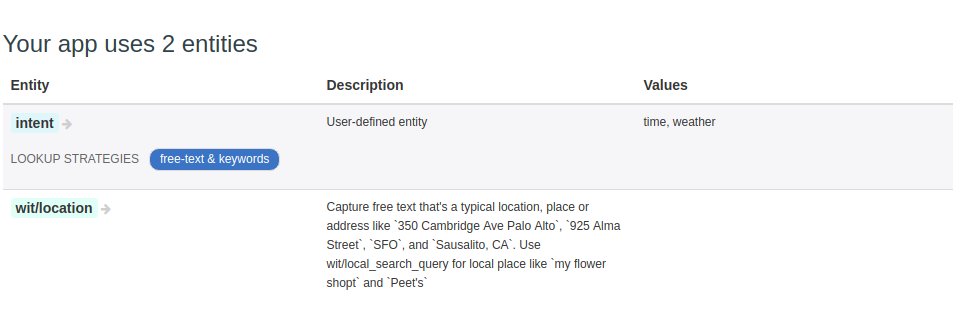 Your app uses 2 entities
Entity Description Values
intent User-defined entity time, weather
LOOKUP STRATEGIES free-text & keywords
wit/location Capture free text that's a typical location, place or
address like `350 Cambridge Ave Palo Alto`, `925 Alma
Street`, `SFO`, and `Sausalito, CA`. Use
wit/local_search_query for local place like `my flower
shopt` and `Peet's`